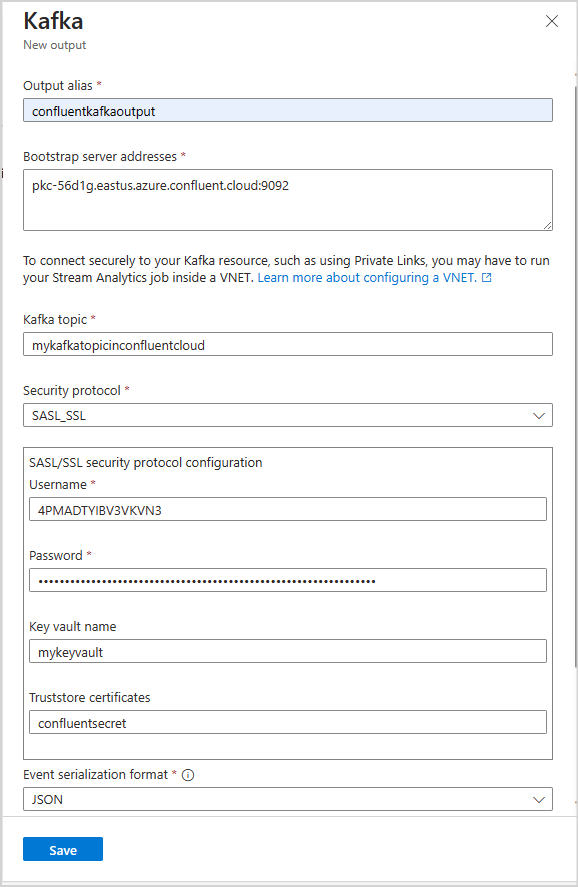 Kafka
New output
Output alias *
confluentkafkaoutput
Bootstrap server addresses *
pkc-56d1g.eastus.azure.confluent.cloud:9092
To connect securely to your Kafka resource, such as using Private Links, you may have to run
your Stream Analytics job inside a VNET. Learn more about configuring a VNET.
Kafka topic *
mykafkatopicinconfluentcloud
Security protocol *
SASL_SSL
SASL/SSL security protocol configuration
Username *
4PMADTYIBV3VKVN3
Password *
Key vault name
mykeyvault
Truststore certificates
confluentsecret
Event serialization format *
JSON
Save